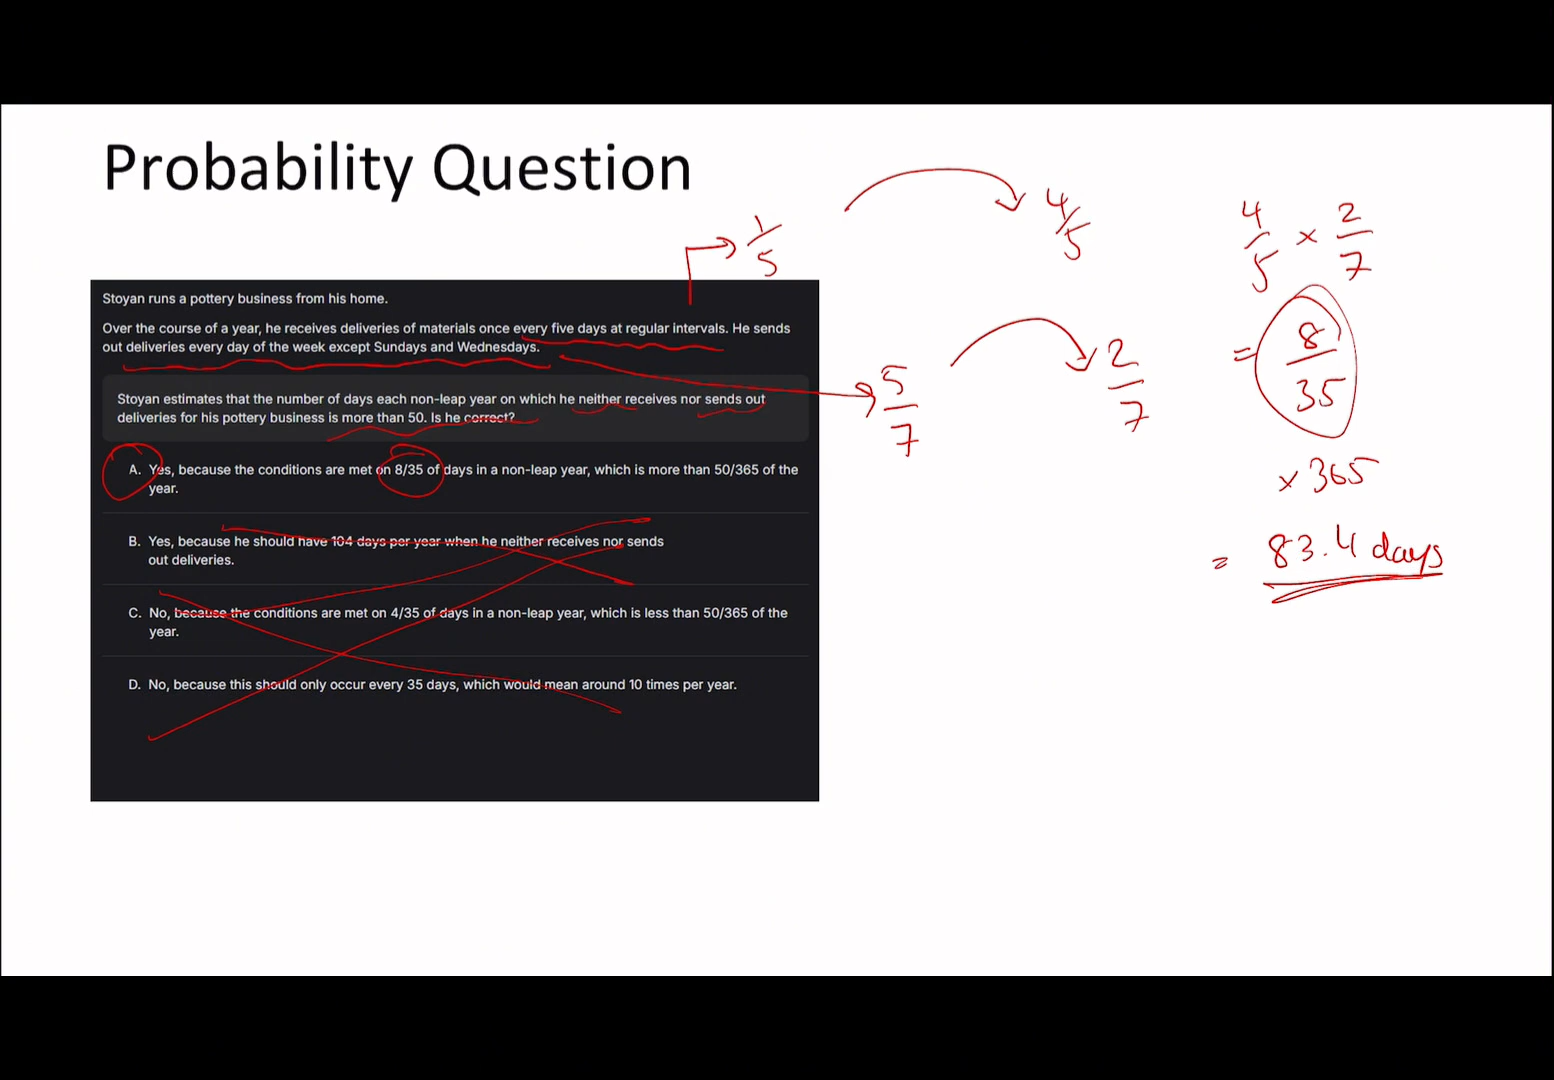 Probability Question
1/5
4/5
4/5 × 2/7
Stoyan runs a pottery business from his home.
Over the course of a year, he receives deliveries of materials once every five days at regular intervals. He sends
out deliveries every day of the week except Sundays and Wednesdays.
5/7
2/7
= 8/35
Stoyan estimates that the number of days each non-leap year on which he neither receives nor sends out
deliveries for his pottery business is more than 50. Is he correct?
× 365
= 83.4 days
A. Yes, because the conditions are met on 8/35 of days in a non-leap year, which is more than 50/365 of the
year.
B. Yes, because he should have 104 days per year when he neither receives nor sends
out deliveries.
C. No, because the conditions are met on 4/35 of days in a non-leap year, which is less than 50/365 of the
year.
D. No, because this should only occur every 35 days, which would mean around 10 times per year.